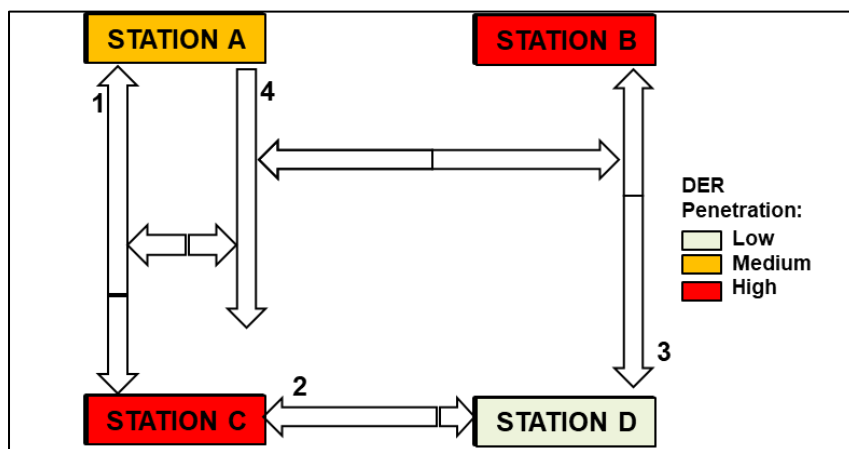 STATION A
STATION B
1
4
DER
Penetration:
Low
Medium
High
3
2
STATION C
STATION D